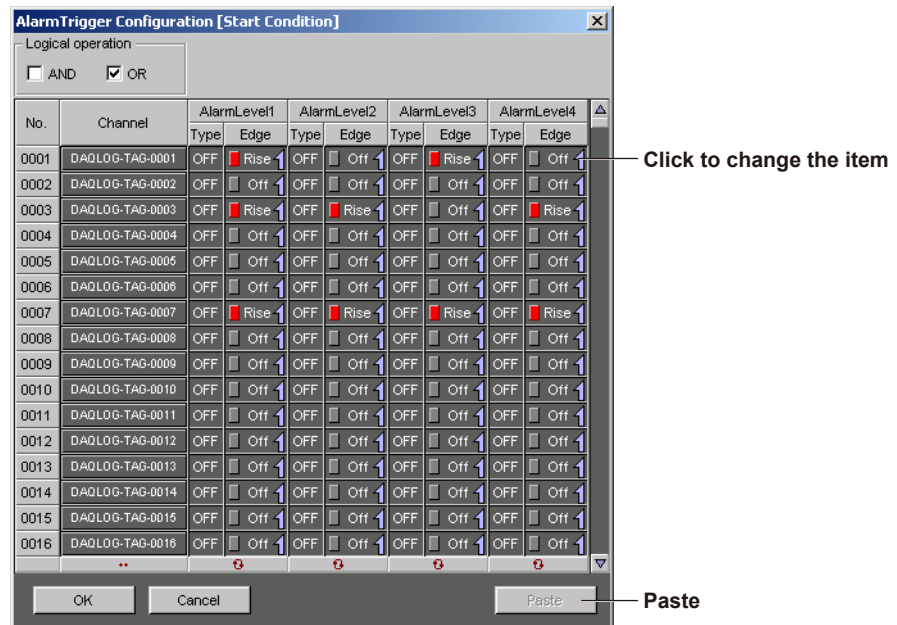 AlarmTrigger Configuration [Start Condition]
Logical operation
AND OR
No. Channel AlarmLevel1 AlarmLevel2 AlarmLevel3 AlarmLevel4
Type Edge Type Edge Type Edge Type Edge
0001 DAQLOG-TAG-0001 OFF Rise OFF Off OFF Rise OFF Off Click to change the item
0002 DAQLOG-TAG-0002 OFF Off OFF Off OFF Off OFF Off
0003 DAQLOG-TAG-0003 OFF Rise OFF Rise OFF Off OFF Rise
0004 DAQLOG-TAG-0004 OFF Off OFF Off OFF Off OFF Off
0005 DAQLOG-TAG-0005 OFF Off OFF Off OFF Off OFF Off
0006 DAQLOG-TAG-0006 OFF Off OFF Off OFF Off OFF Off
0007 DAQLOG-TAG-0007 OFF Rise OFF Rise OFF Rise OFF Rise
0008 DAQLOG-TAG-0008 OFF Off OFF Off OFF Off OFF Off
0009 DAQLOG-TAG-0009 OFF Off OFF Off OFF Off OFF Off
0010 DAQLOG-TAG-0010 OFF Off OFF Off OFF Off OFF Off
0011 DAQLOG-TAG-0011 OFF Off OFF Off OFF Off OFF Off
0012 DAQLOG-TAG-0012 OFF Off OFF Off OFF Off OFF Off
0013 DAQLOG-TAG-0013 OFF Off OFF Off OFF Off OFF Off
0014 DAQLOG-TAG-0014 OFF Off OFF Off OFF Off OFF Off
0015 DAQLOG-TAG-0015 OFF Off OFF Off OFF Off OFF Off
0016 DAQLOG-TAG-0016 OFF Off OFF Off OFF Off OFF Off
OK Cancel Paste Paste